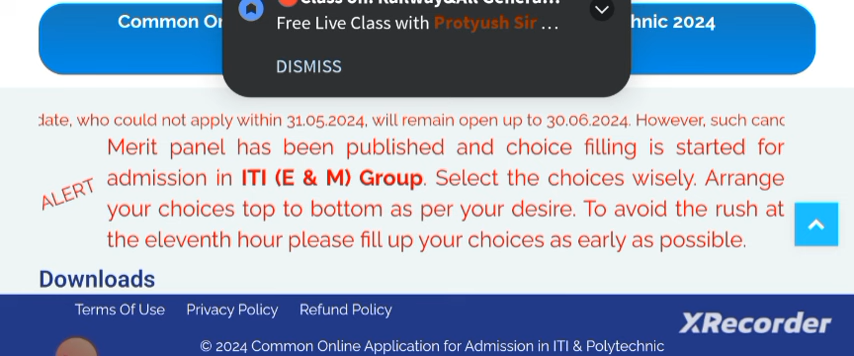 Common On
hnic 2024
Free Live Class with Protyush Sir ...
DISMISS
date, who could not apply within 31.05.2024, will remain open up to 30.06.2024. However, such canc
Merit panel has been published and choice filling is started for
admission in ITI (E & M) Group. Select the choices wisely. Arrange
your choices top to bottom as per your desire. To avoid the rush at
the eleventh hour please fill up your choices as early as possible.
ALERT
Downloads
Terms Of Use Privacy Policy Refund Policy
XRecorder
© 2024 Common Online Application for Admission in ITI & Polytechnic